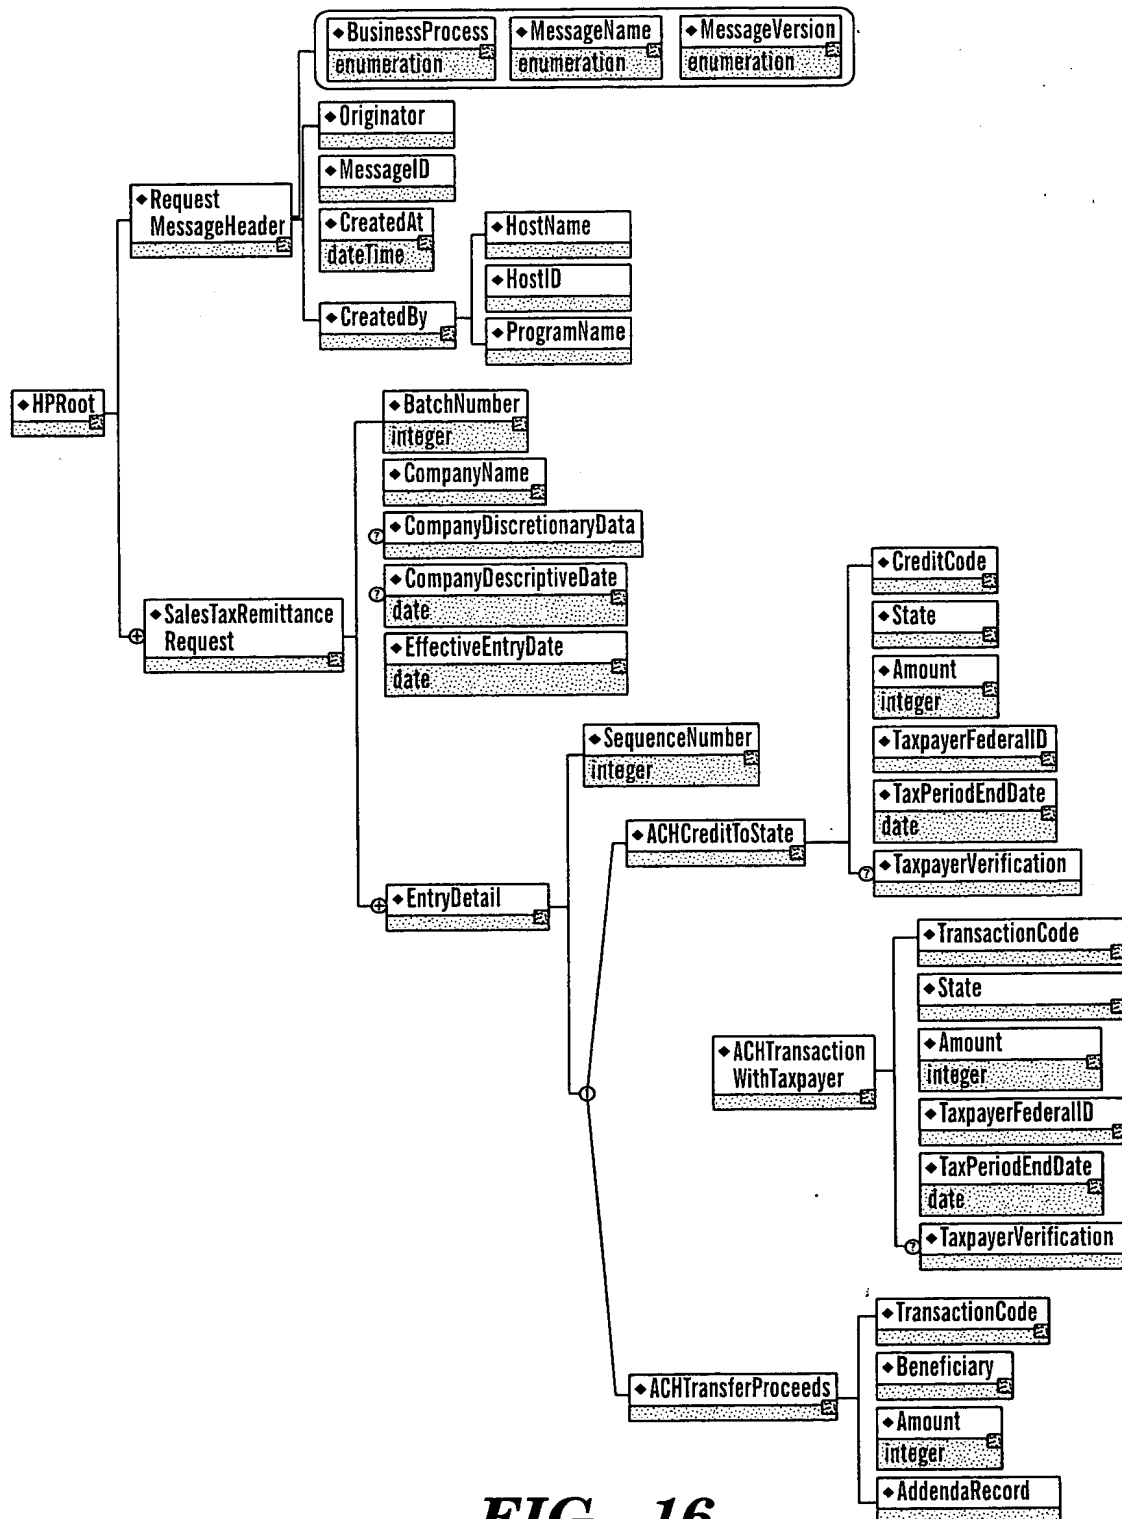 ◆BusinessProcess ◆MessageName ◆MessageVersion
enumeration enumeration enumeration
◆Originator
◆MessageID
◆Request
MessageHeader
◆CreatedAt
dateTime
◆HostName
◆HostID
◆CreatedBy
◆ProgramName
◆HPRoot
◆BatchNumber
integer
◆CompanyName
? ◆CompanyDiscretionaryData
? ◆CompanyDescriptiveDate
date
◆SalesTaxRemittance
Request
◆EffectiveEntryDate
date
◆CreditCode
◆State
◆Amount
integer
◆TaxpayerFederalID
◆TaxPeriodEndDate
date
? ◆TaxpayerVerification
◆SequenceNumber
integer
◆ACHCreditToState
◆EntryDetail
◆TransactionCode
◆State
◆Amount
integer
◆ACHTransaction
WithTaxpayer
◆TaxpayerFederalID
◆TaxPeriodEndDate
date
? ◆TaxpayerVerification
◆TransactionCode
◆Beneficiary
◆ACHTransferProceeds
◆Amount
integer
◆AddendaRecord
FIG. 16